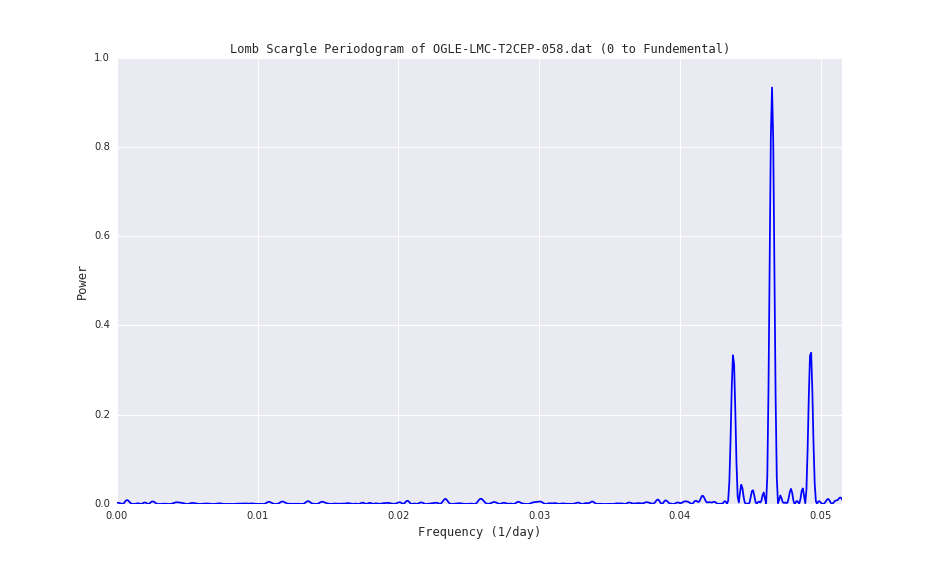 Lomb Scargle Periodogram of OGLE-LMC-T2CEP-058.dat (0 to Fundemental)
1.0
0.8
0.6
0.4
0.2
0.0
Power
0.00 0.01 0.02 0.03 0.04 0.05
Frequency (1/day)